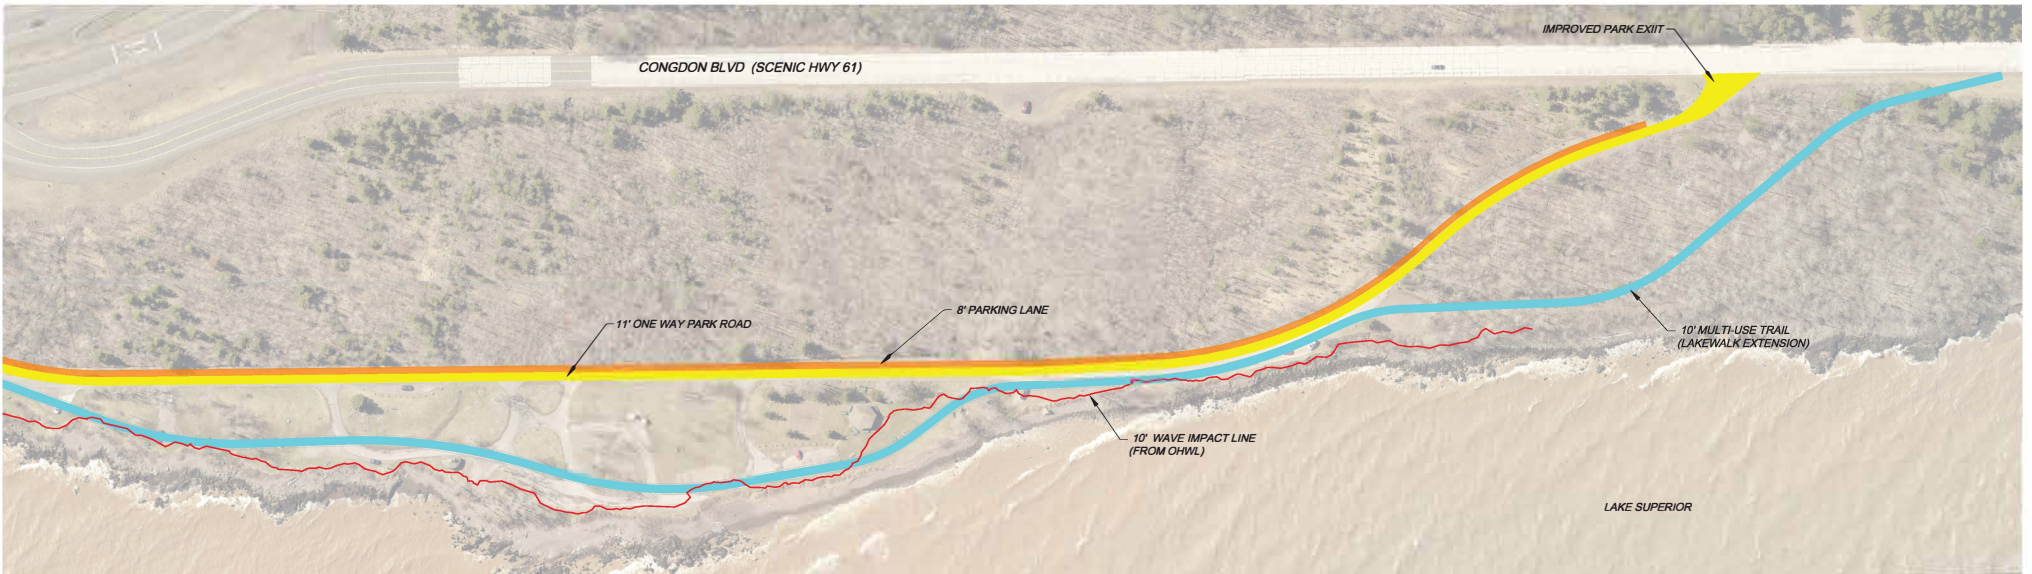 IMPROVED PARK EXIIT
CONGDON BLVD (SCENIC HWY 61)
8' PARKING LANE
11' ONE WAY PARK ROAD
10' MULTI-USE TRAIL
(LAKEWALK EXTENSION)
10' WAVE IMPACT LINE
(FROM OHWL)
LAKE SUPERIOR